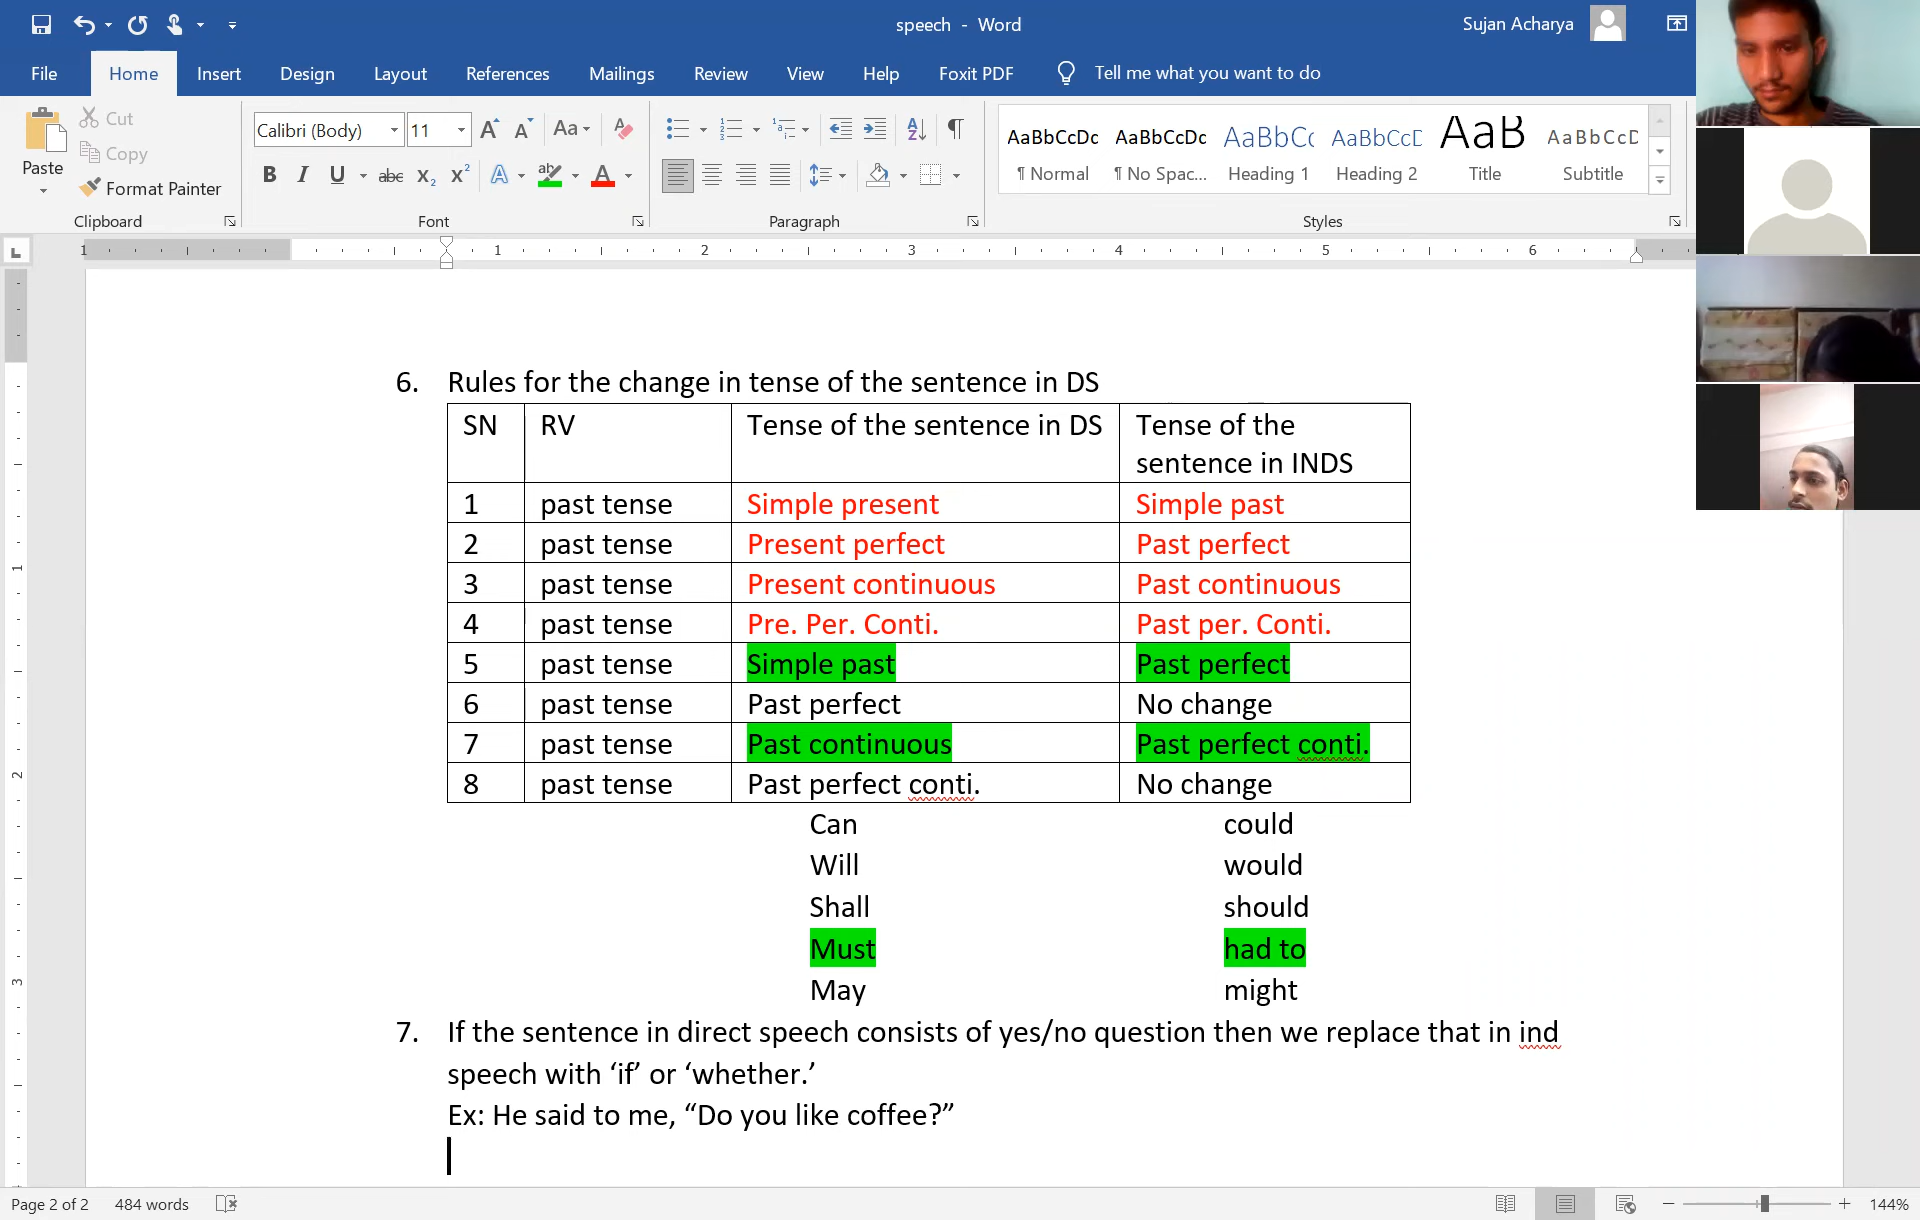 speech - Word
Sujan Acharya
File Home Insert Design Layout References Mailings Review View Help Foxit PDF Tell me what you want to do
Paste
Cut
Copy
Format Painter
Calibri (Body) 11
AaBbCcDc AaBbCcDc AaBbCc AaBbCcD AaB AaBbCcD
¶ Normal ¶ No Spac... Heading 1 Heading 2 Title Subtitle
Clipboard Font Paragraph Styles
1 1 2 3 4 5 6
6. Rules for the change in tense of the sentence in DS
SN RV Tense of the sentence in DS Tense of the
sentence in INDS
1 past tense Simple present Simple past
2 past tense Present perfect Past perfect
3 past tense Present continuous Past continuous
4 past tense Pre. Per. Conti. Past per. Conti.
5 past tense Simple past Past perfect
6 past tense Past perfect No change
7 past tense Past continuous Past perfect conti.
8 past tense Past perfect conti. No change
Can could
Will would
Shall should
Must had to
May might
7. If the sentence in direct speech consists of yes/no question then we replace that in ind
speech with ‘if’ or ‘whether.’
Ex: He said to me, “Do you like coffee?”
Page 2 of 2 484 words 144%